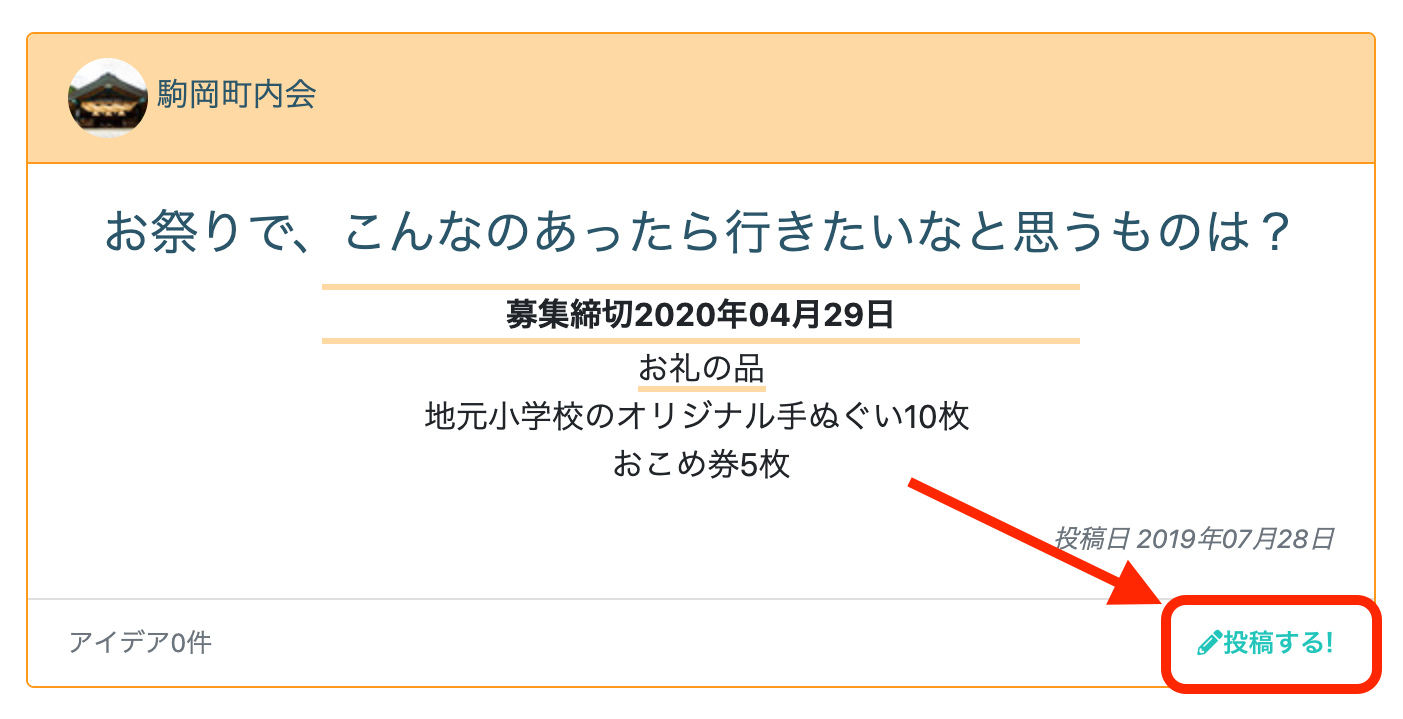 駒岡町内会
お祭りで、こんなのあったら行きたいなと思うものは？
募集締切2020年04月29日
お礼の品
地元小学校のオリジナル手ぬぐい10枚
おこめ券5枚
投稿日 2019年07月28日
アイデア0件
投稿する!